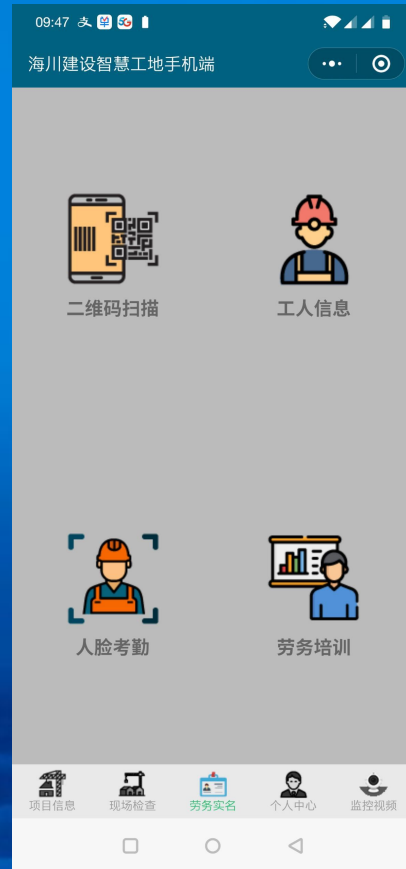 09:47
海川建设智慧工地手机端
二维码扫描
工人信息
人脸考勤
劳务培训
项目信息
现场检查
劳务实名
个人中心
监控视频